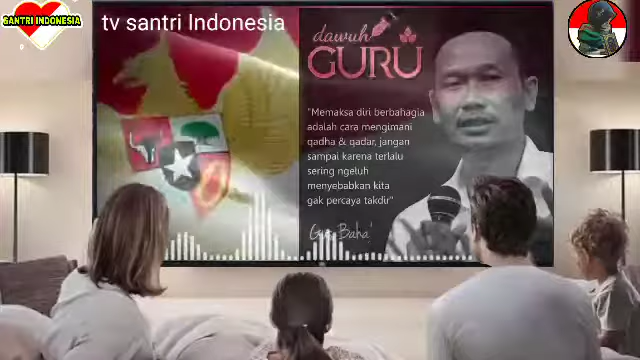 SANTRI INDONESIA
tv santri Indonesia
dawuh
GURU
"Memaksa diri berbahagia
adalah cara mengimani
qadha & qadar, jangan
sampai karena terlalu
sering ngeluh
menyebabkan kita
gak percaya takdir"
Gus Baha'